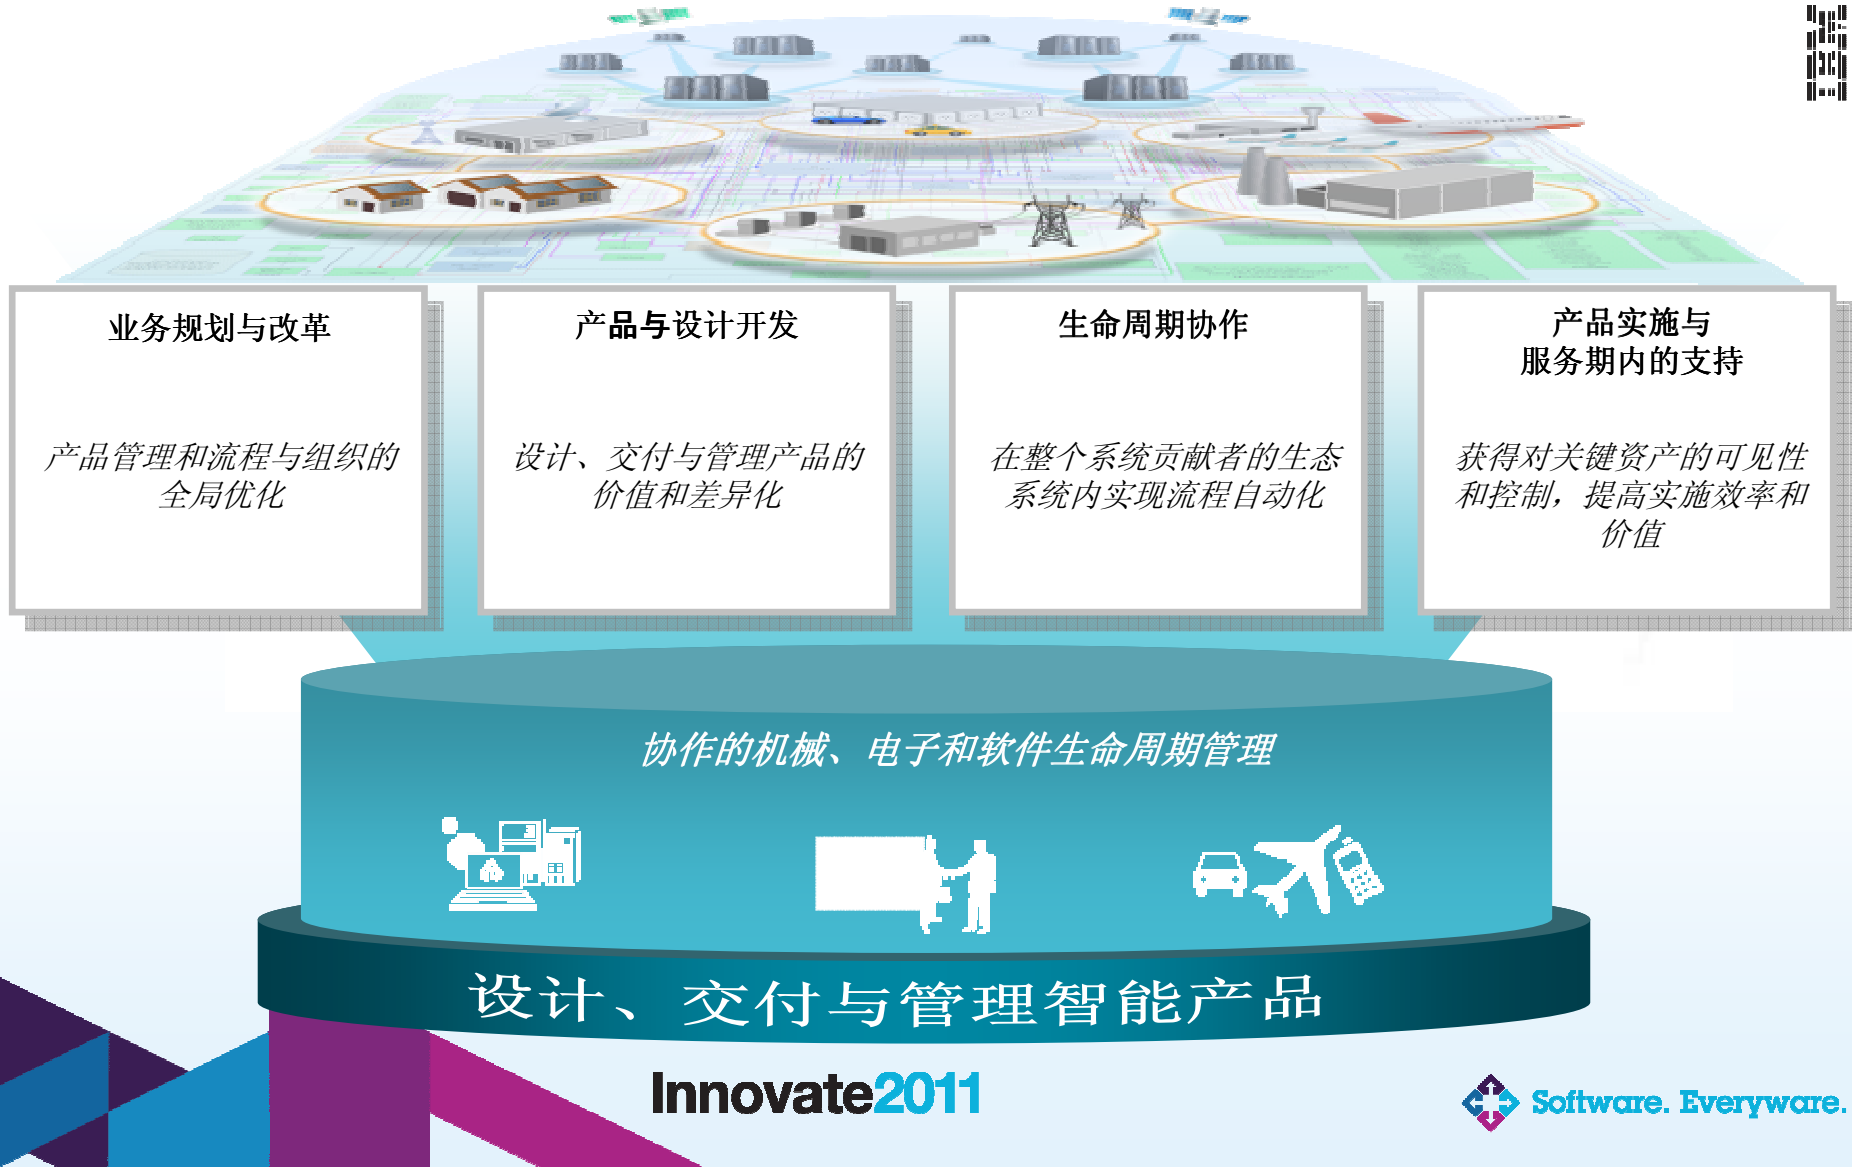 IBM
业务规划与改革
产品管理和流程与组织的
全局优化
产品与设计开发
设计、交付与管理产品的
价值和差异化
生命周期协作
在整个系统贡献者的生态
系统内实现流程自动化
产品实施与
服务期内的支持
获得对关键资产的可见性
和控制，提高实施效率和
价值
协作的机械、电子和软件生命周期管理
设计、交付与管理智能产品
Innovate2011
Software. Everyware.